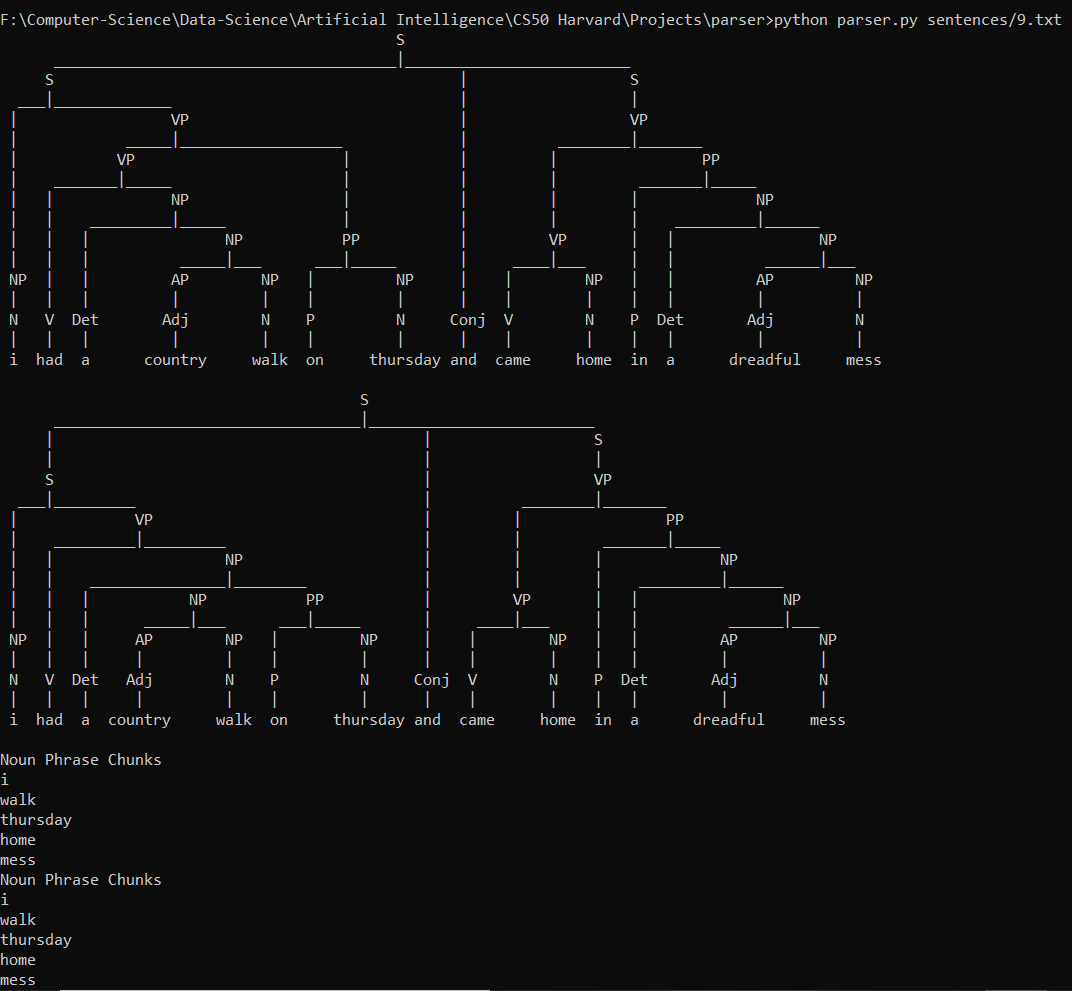 F:\Computer-Science\Data-Science\Artificial Intelligence\CS50 Harvard\Projects\parser>python parser.py sentences/9.txt
S
S S
VP VP
VP PP
NP NP
NP PP VP NP
NP AP NP NP NP AP NP
N V Det Adj N P N Conj V N P Det Adj N
i had a country walk on thursday and came home in a dreadful mess
S
S
S VP
VP PP
NP NP
NP PP VP NP
NP AP NP NP NP AP NP
N V Det Adj N P N Conj V N P Det Adj N
i had a country walk on thursday and came home in a dreadful mess
Noun Phrase Chunks
i
walk
thursday
home
mess
Noun Phrase Chunks
i
walk
thursday
home
mess